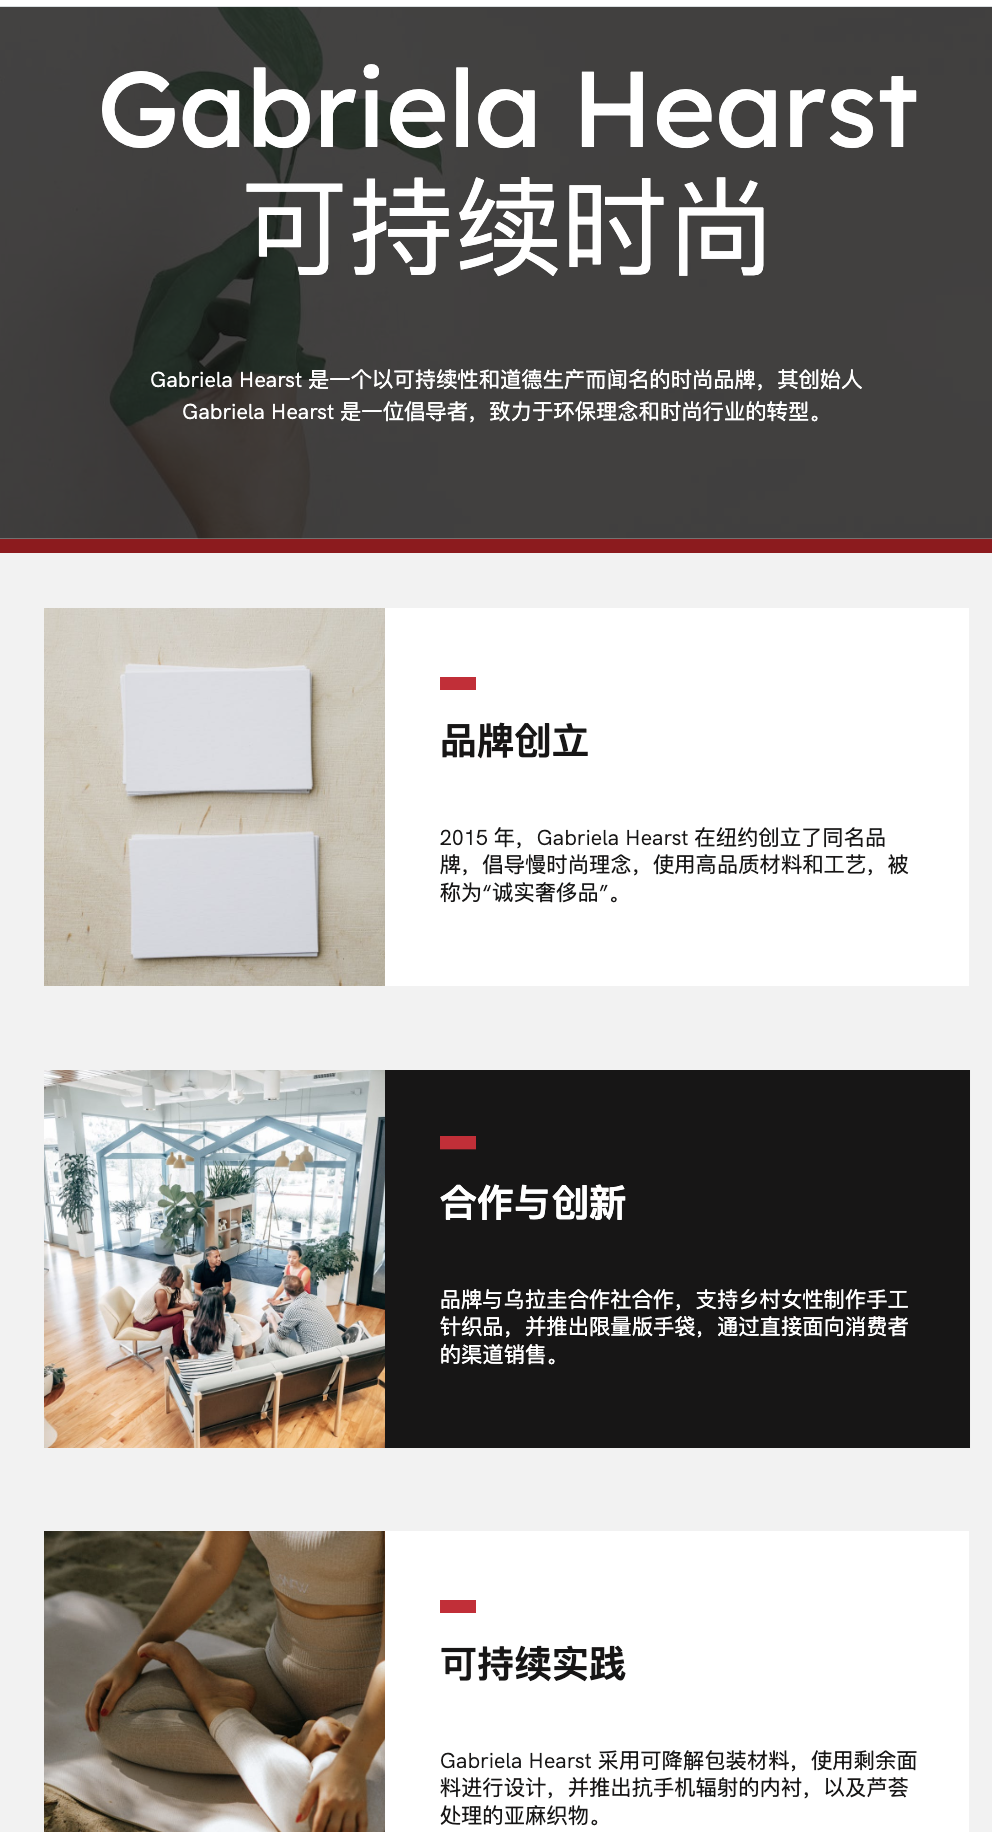 Gabriela Hearst
可持续时尚
Gabriela Hearst 是一个以可持续性和道德生产而闻名的时尚品牌，其创始人
Gabriela Hearst 是一位倡导者，致力于环保理念和时尚行业的转型。
品牌创立
2015 年，Gabriela Hearst 在纽约创立了同名品
牌，倡导慢时尚理念，使用高品质材料和工艺，被
称为“诚实奢侈品”。
合作与创新
品牌与乌拉圭合作社合作，支持乡村女性制作手工
针织品，并推出限量版手袋，通过直接面向消费者
的渠道销售。
可持续实践
Gabriela Hearst 采用可降解包装材料，使用剩余面
料进行设计，并推出抗手机辐射的内衬，以及芦荟
处理的亚麻织物。